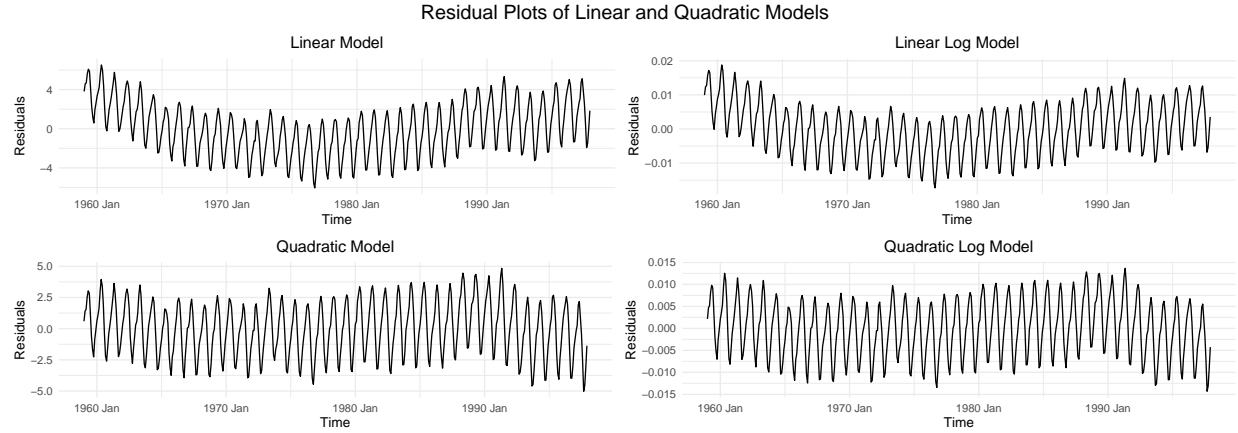 Residual Plots of Linear and Quadratic Models
Linear Model
Residuals
4
0
−4
1960 Jan 1970 Jan 1980 Jan 1990 Jan
Time
Linear Log Model
Residuals
0.02
0.01
0.00
−0.01
1960 Jan 1970 Jan 1980 Jan 1990 Jan
Time
Quadratic Model
Residuals
5.0
2.5
0.0
−2.5
−5.0
1960 Jan 1970 Jan 1980 Jan 1990 Jan
Time
Quadratic Log Model
Residuals
0.015
0.010
0.005
0.000
−0.005
−0.010
−0.015
1960 Jan 1970 Jan 1980 Jan 1990 Jan
Time